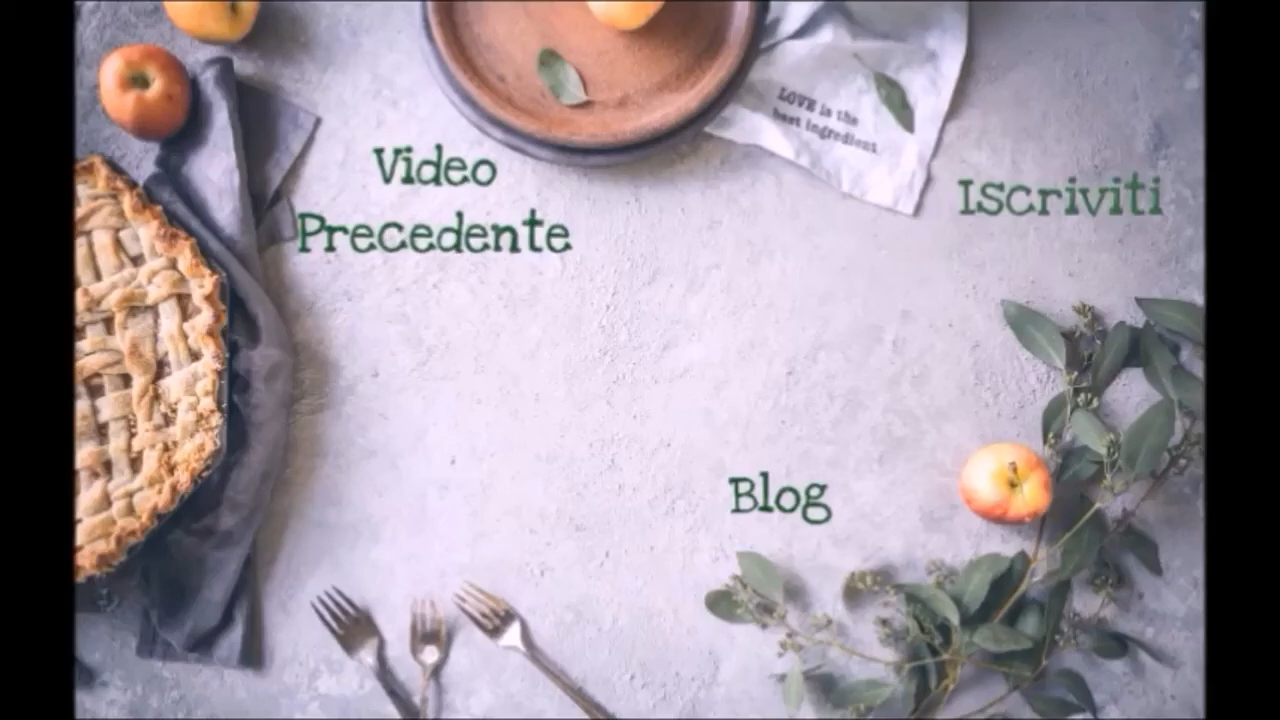 LOVE is the
best ingredient
Video
Precedente
Iscriviti
Blog